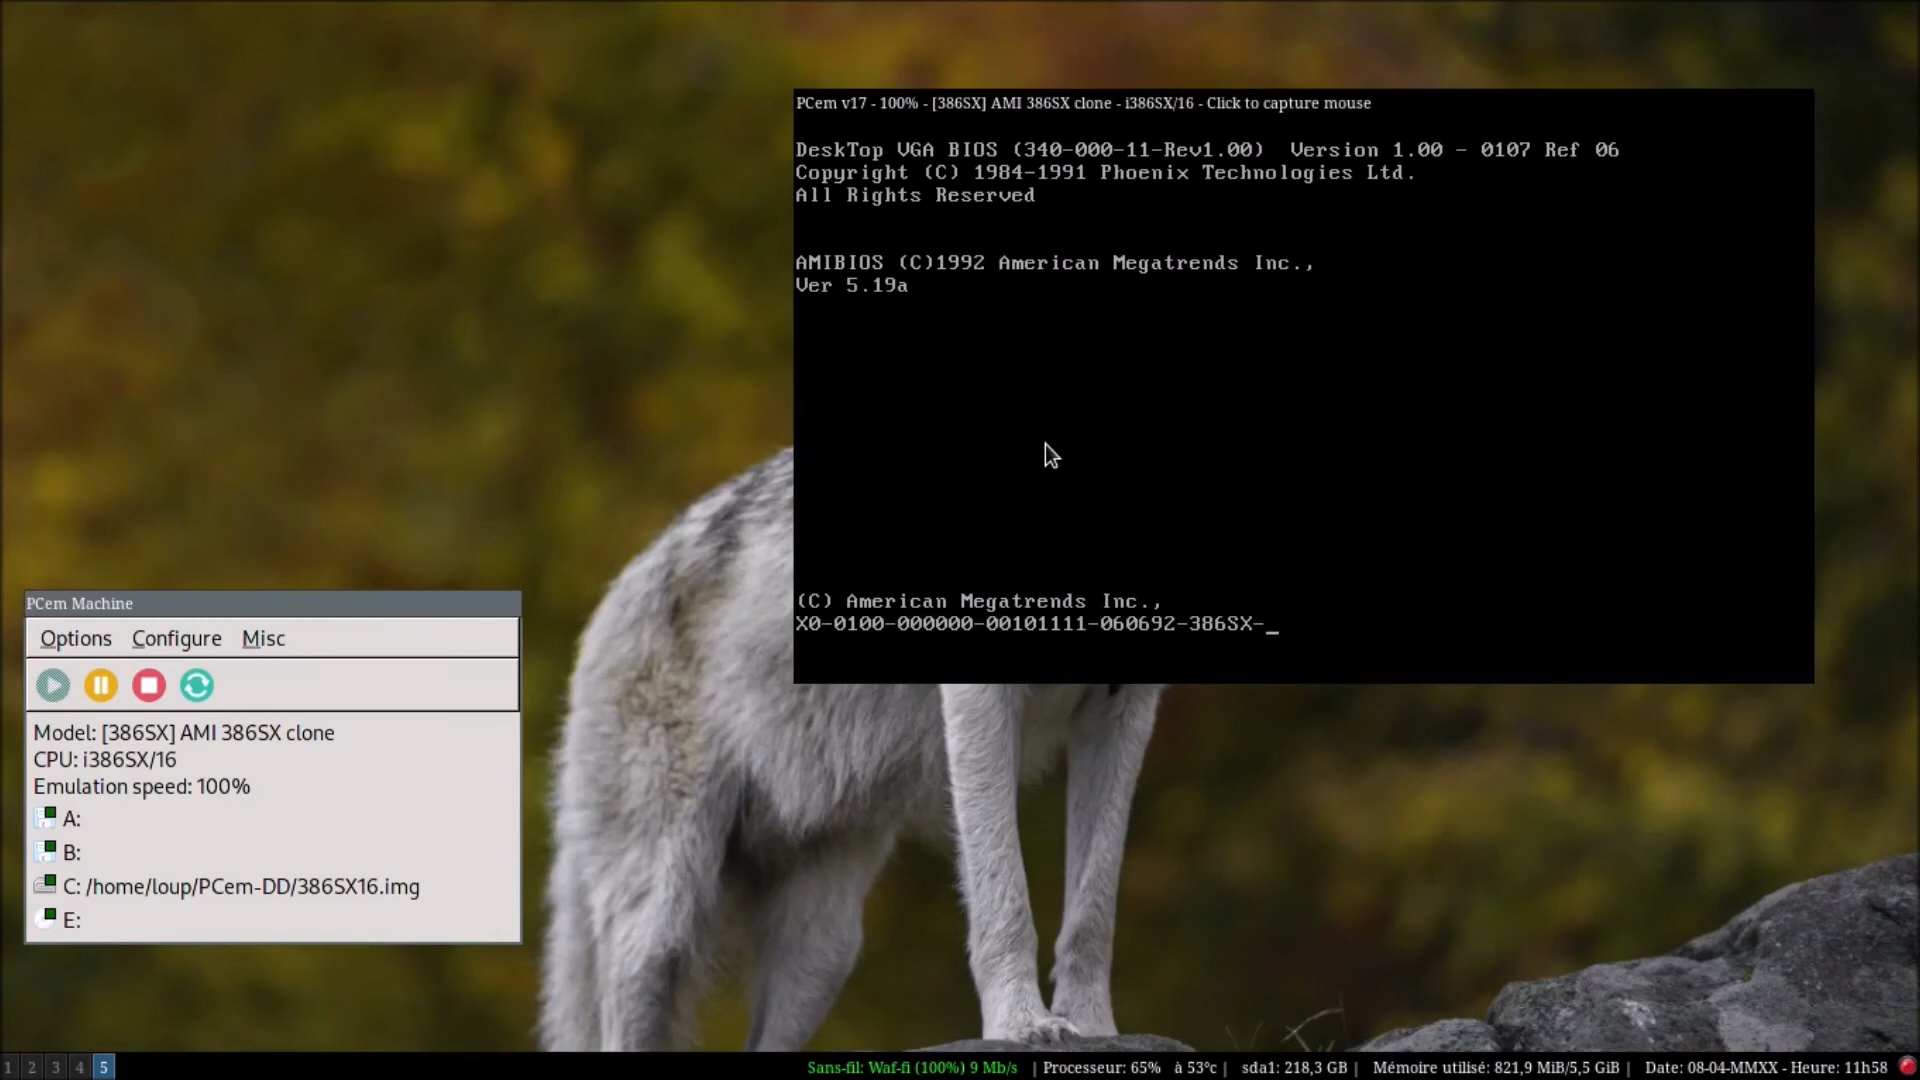 PCem v17 - 100% - [386SX] AMI 386SX clone - i386SX/16 - Click to capture mouse
DeskTop VGA BIOS (340-000-11-Rev1.00)  Version 1.00 - 0107 Ref 06
Copyright (C) 1984-1991 Phoenix Technologies Ltd.
All Rights Reserved
AMIBIOS (C)1992 American Megatrends Inc.,
Ver 5.19a
(C) American Megatrends Inc.,
X0-0100-000000-00101111-060692-386SX-_
PCem Machine
Options Configure Misc
Model: [386SX] AMI 386SX clone
CPU: i386SX/16
Emulation speed: 100%
A:
B:
C: /home/loup/PCem-DD/386SX16.img
E:
1 2 3 4 5 Sans-fil: Waf-fi (100%) 9 Mb/s | Processeur: 65% à 53°c | sda1: 218,3 GB | Mémoire utilisé: 821,9 MiB/5,5 GiB | Date: 08-04-MMXX - Heure: 11h58